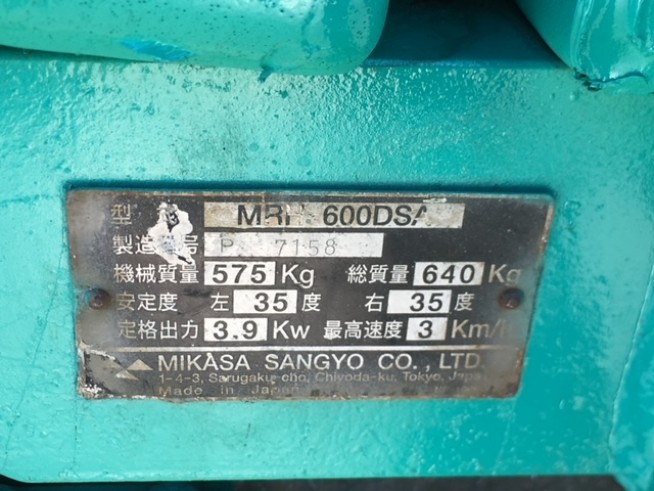 型 MRH 600DSA
製造 号 P 7158
機械質量 575 Kg 総質量 640 Kg
安定度 左 35 度 右 35 度
定格出力 3.9 Kw 最高速度 3 Km/
MIKASA SANGYO CO., LTD.
1-4-3, Sarugaku-cho, Chiyoda-ku, Tokyo, Japan
Made in Japan